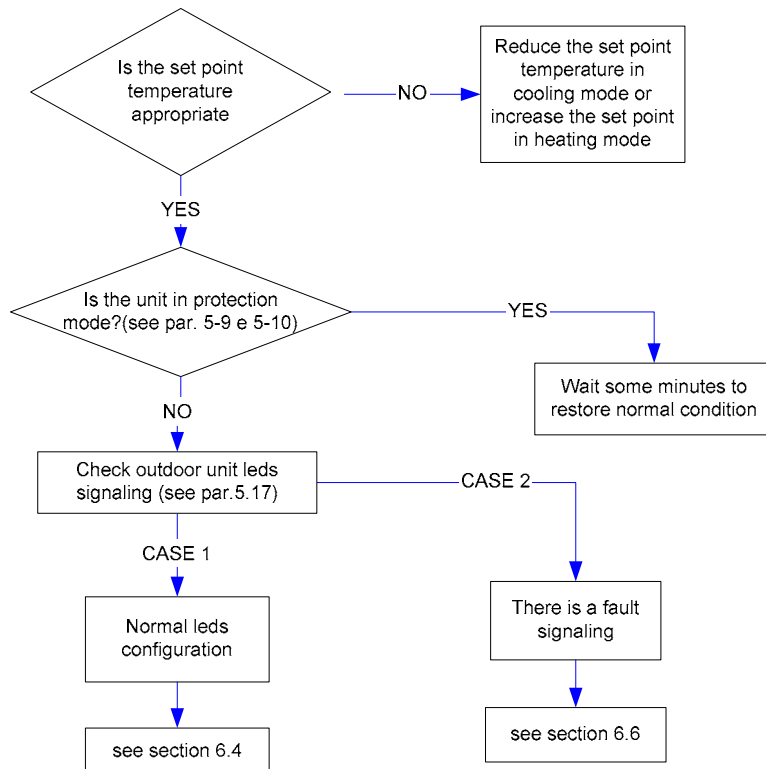 Is the set point
temperature
appropriate
NO
Reduce the set point
temperature in
cooling mode or
increase the set point
in heating mode
YES
Is the unit in protection
mode?(see par. 5-9 e 5-10)
YES
Wait some minutes to
restore normal condition
NO
Check outdoor unit leds
signaling (see par.5.17)
CASE 2
CASE 1
Normal leds
configuration
There is a fault
signaling
see section 6.4
see section 6.6